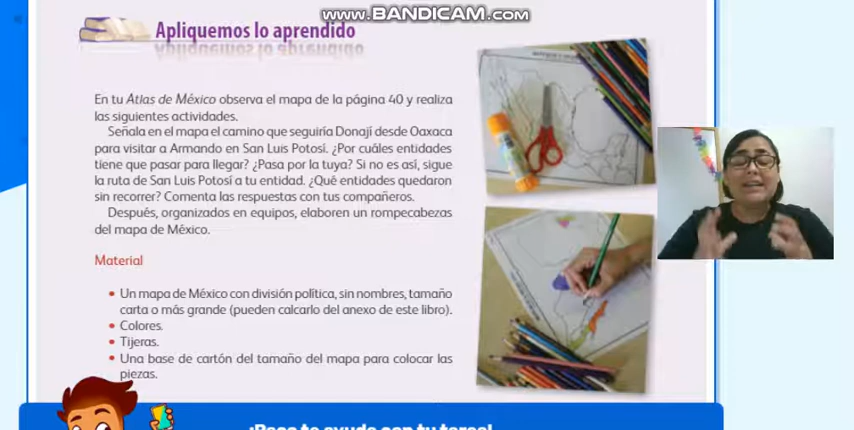 www.BANDICAM.com
Apliquemos lo aprendido
En tu Atlas de México observa el mapa de la página 40 y realiza
las siguientes actividades.
Señala en el mapa el camino que seguiría Donají desde Oaxaca
para visitar a Armando en San Luis Potosí. ¿Por cuáles entidades
tiene que pasar para llegar? ¿Pasa por la tuya? Si no es así, sigue
la ruta de San Luis Potosí a tu entidad. ¿Qué entidades quedaron
sin recorrer? Comenta las respuestas con tus compañeros.
Después, organizados en equipos, elaboren un rompecabezas
del mapa de México.
Material
• Un mapa de México con división política, sin nombres, tamaño
carta o más grande (pueden calcarlo del anexo de este libro).
• Colores.
• Tijeras.
• Una base de cartón del tamaño del mapa para colocar las
piezas.
te ayuda con tu tarea!